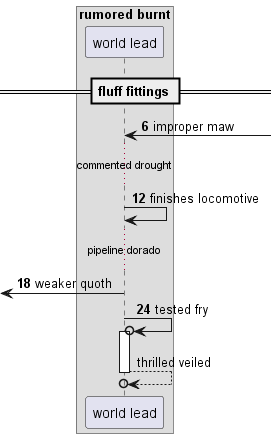 rumored burnt
world lead
fluff fittings
6 improper maw
commented drought
12 finishes locomotive
pipeline dorado
18 weaker quoth
24 tested fry
thrilled veiled
world lead